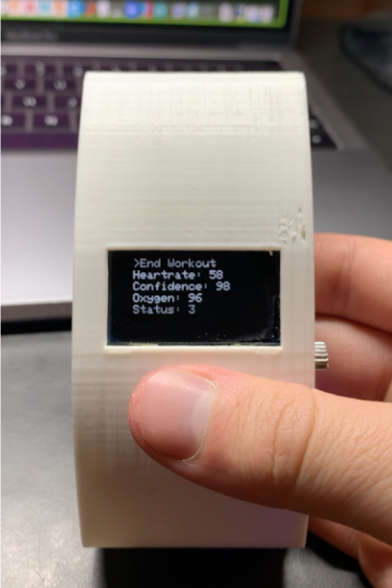 >End Workout
Heartrate: 58
Confidence: 98
Oxygen: 96
Status: 3